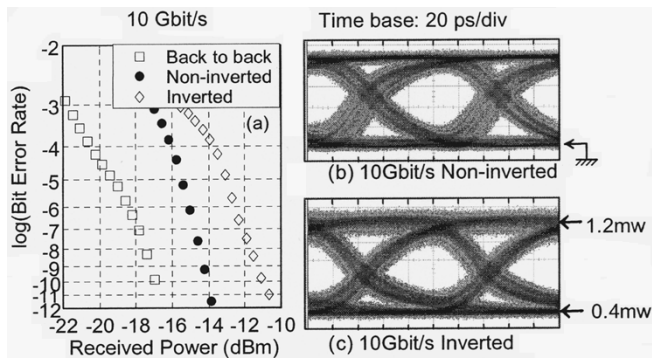 10 Gbit/s
Time base: 20 ps/div
-2
-3
-4
-5
-6
-7
-8
-9
-10
-11
-12
log(Bit Error Rate)
Back to back
Non-inverted
Inverted
(a)
-22 -20 -18 -16 -14 -12 -10
Received Power (dBm)
(b) 10Gbit/s Non-inverted
1.2mw
0.4mw
(c) 10Gbit/s Inverted